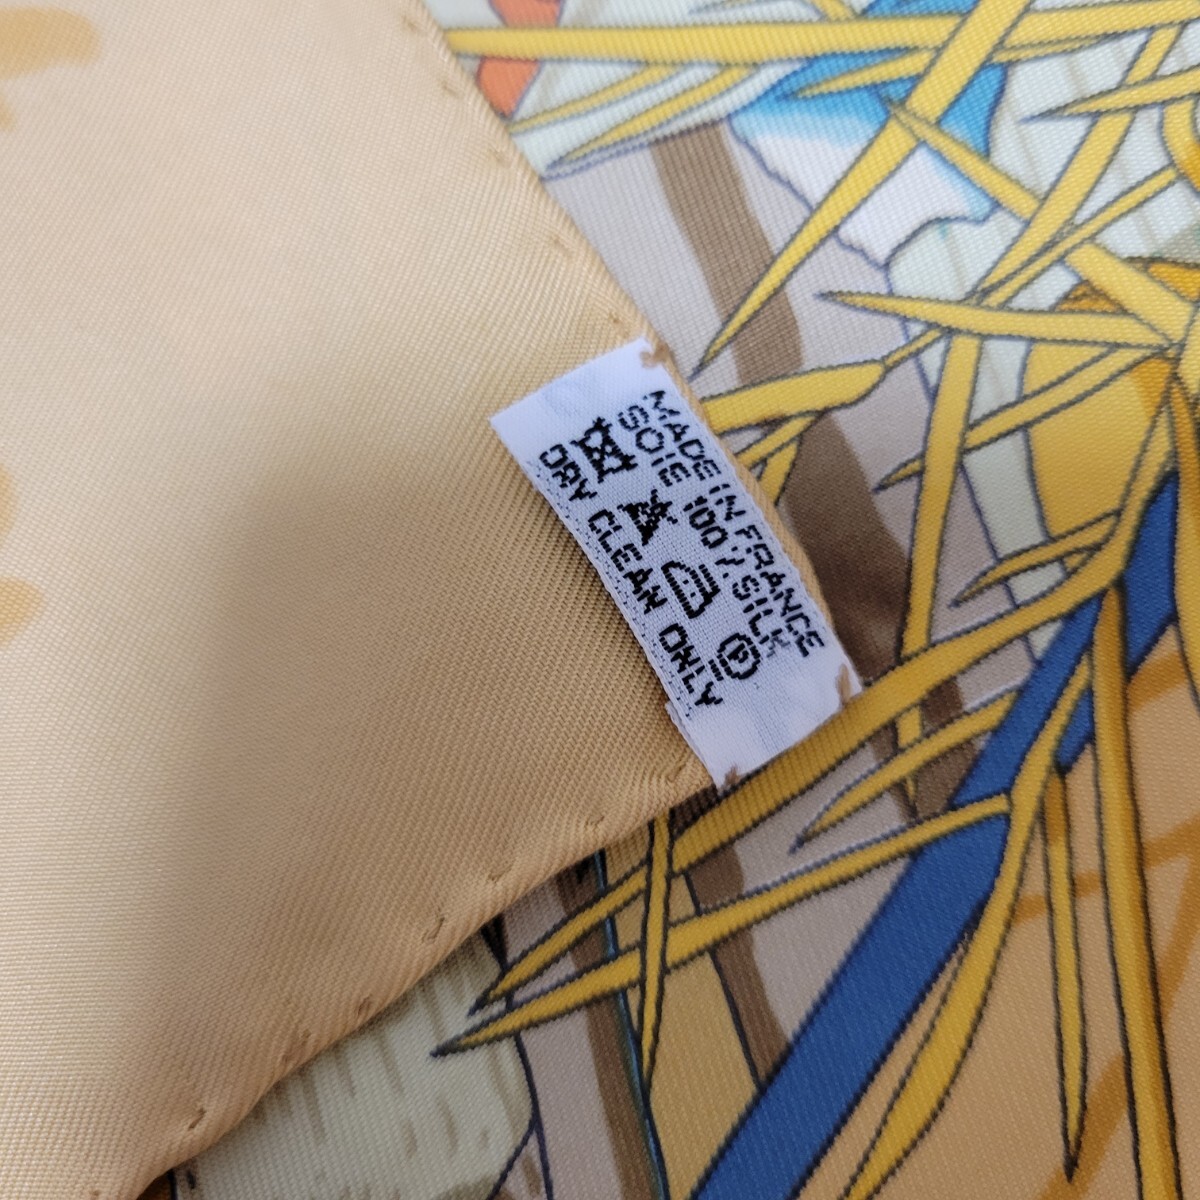 MADE IN FRANCE
SOIE 100% SILK
P
DRY CLEAN ONLY